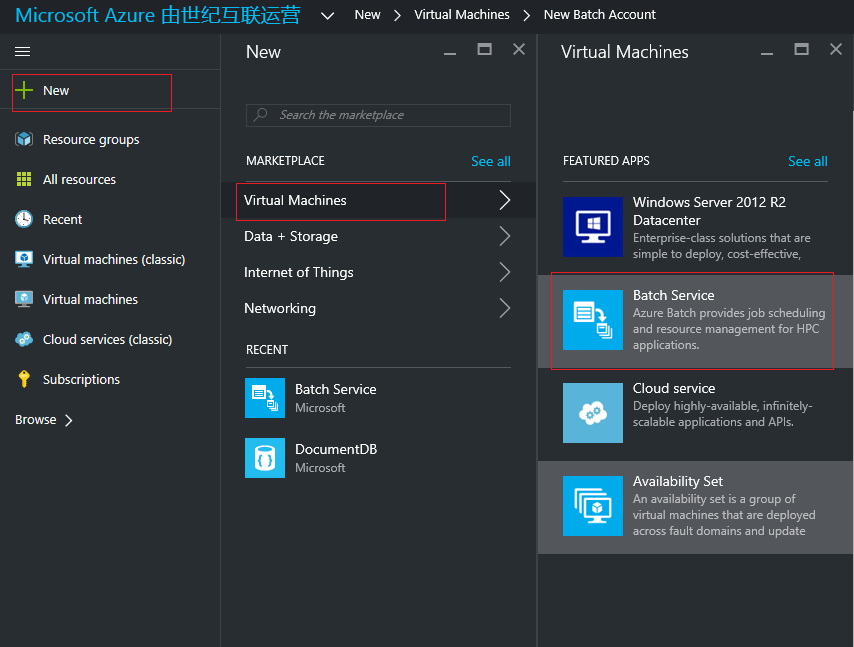 Microsoft Azure 由世纪互联运营
New
Virtual Machines
New Batch Account
New
Resource groups
All resources
Recent
Virtual machines (classic)
Virtual machines
Cloud services (classic)
Subscriptions
Browse
New
Search the marketplace
MARKETPLACE
See all
Virtual Machines
Data + Storage
Internet of Things
Networking
RECENT
Batch Service
Microsoft
DocumentDB
Microsoft
Virtual Machines
FEATURED APPS
See all
Windows Server 2012 R2
Datacenter
Enterprise-class solutions that are
simple to deploy, cost-effective,
Batch Service
Azure Batch provides job scheduling
and resource management for HPC
applications.
Cloud service
Deploy highly-available, infinitely-
scalable applications and APIs.
Availability Set
An availability set is a group of
virtual machines that are deployed
across fault domains and update